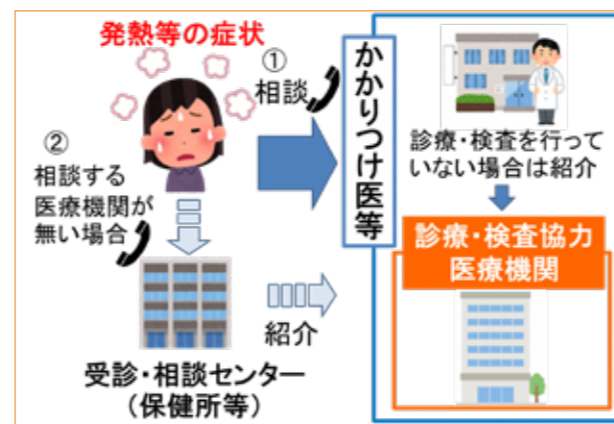 発熱等の症状
①
相談
②
相談する
医療機関が
無い場合
かかりつけ医等
診療・検査を行って
いない場合は紹介
診療・検査協力
医療機関
紹介
受診・相談センター
（保健所等）